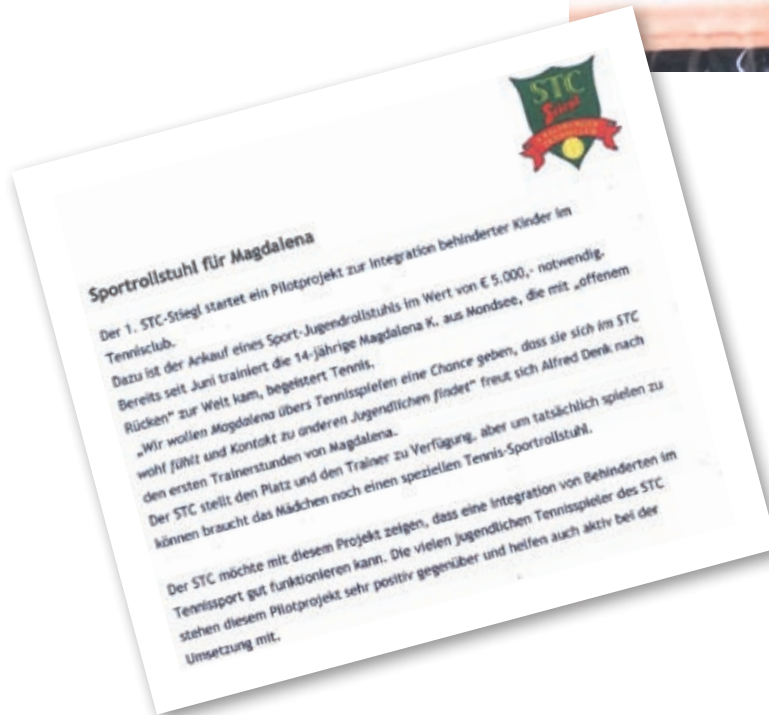 STC
Stiegl
Sportrollstuhl für Magdalena
Der 1. STC-Stiegl startet ein Pilotprojekt zur Integration behinderter Kinder im
Tennisclub.
Dazu ist der Ankauf eines Sport-Jugendrollstuhls im Wert von € 5.000,- notwendig.
Bereits seit Juni trainiert die 14-jährige Magdalena K. aus Mondsee, die mit „offenem
Rücken" zur Welt kam, begeistert Tennis.
„Wir wollen Magdalena übers Tennisspielen eine Chance geben, dass sie sich im STC
wohl fühlt und Kontakt zu anderen Jugendlichen findet" freut sich Alfred Denk nach
den ersten Trainerstunden von Magdalena.
Der STC stellt den Platz und den Trainer zu Verfügung, aber um tatsächlich spielen zu
können braucht das Mädchen noch einen speziellen Tennis-Sportrollstuhl.
Der STC möchte mit diesem Projekt zeigen, dass eine Integration von Behinderten im
Tennissport gut funktionieren kann. Die vielen jugendlichen Tennisspieler des STC
stehen diesem Pilotprojekt sehr positiv gegenüber und helfen auch aktiv bei der
Umsetzung mit.